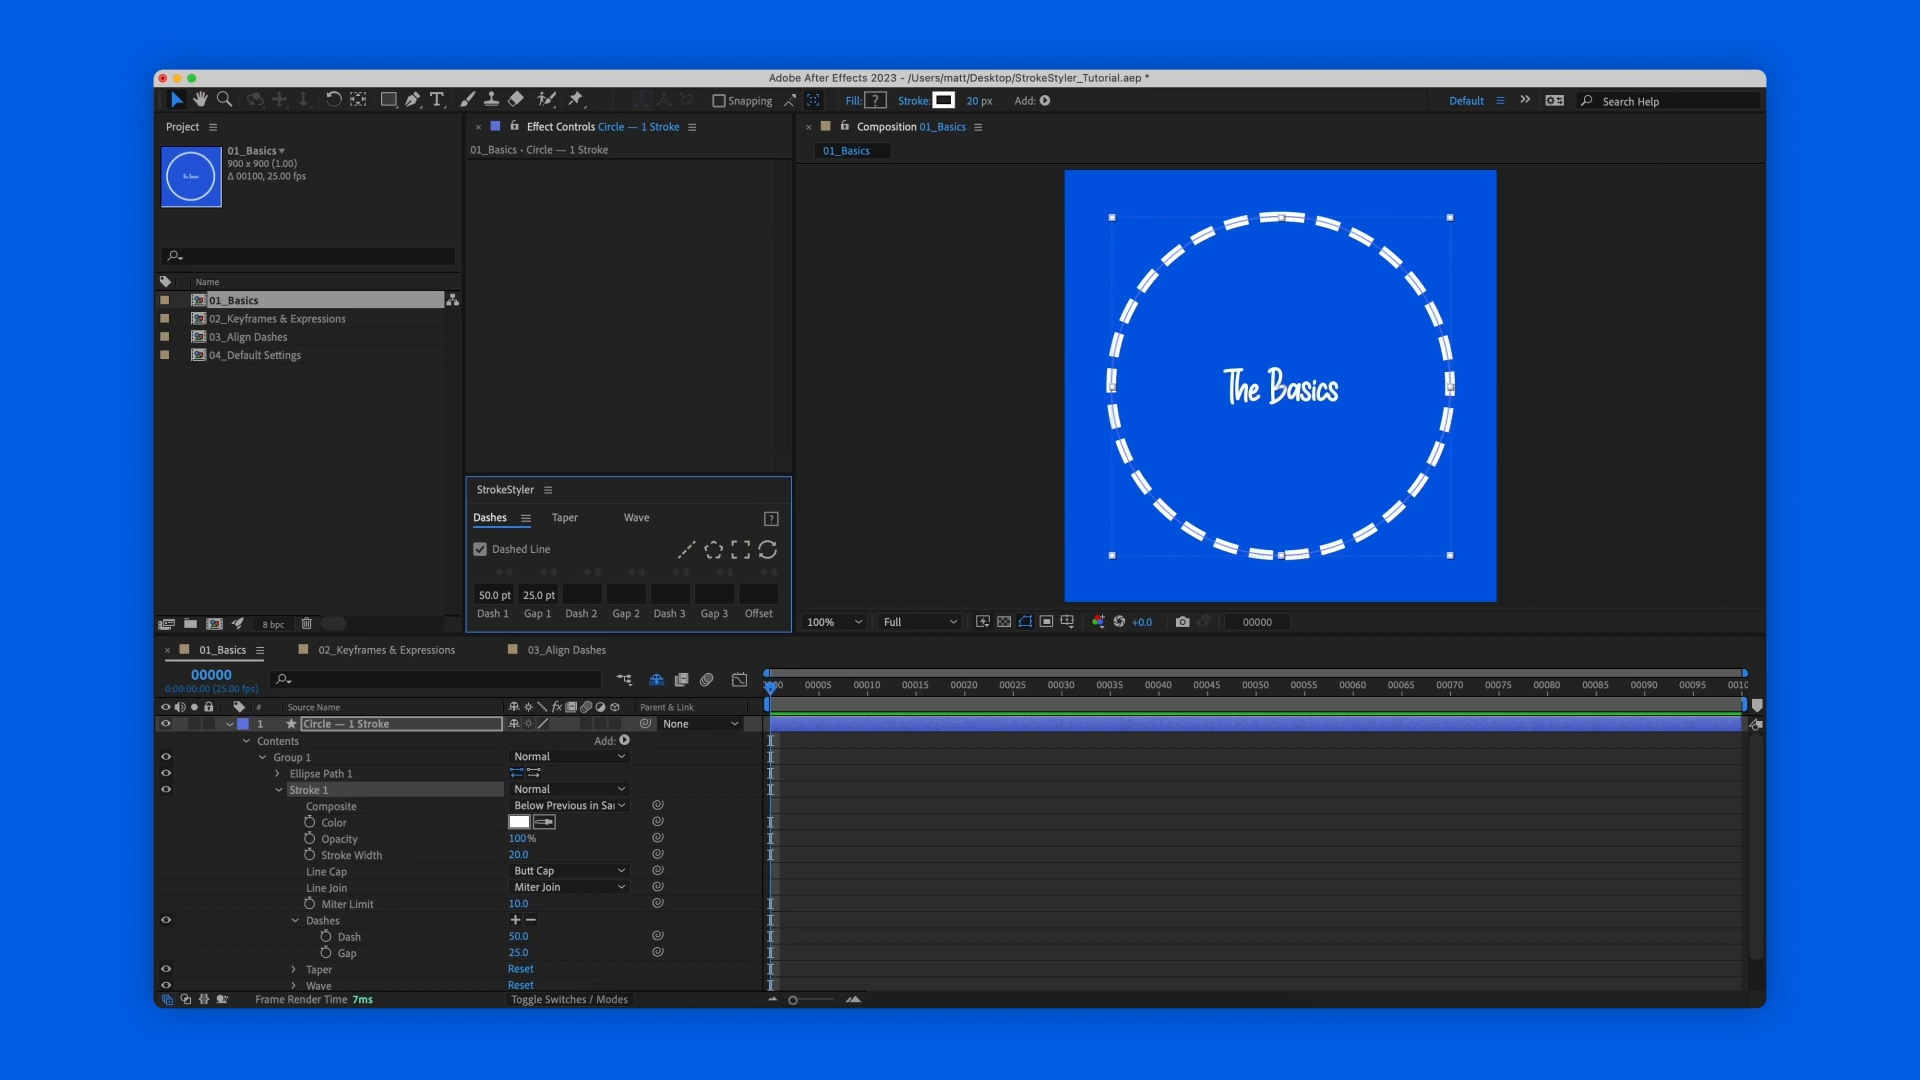 Adobe After Effects 2023 - /Users/matt/Desktop/StrokeStyler_Tutorial.aep *
Snapping
Fill: ?
Stroke:
20 px
Add:
Default
Search Help
Project
01_Basics
900 x 900 (1.00)
Δ 00100, 25.00 fps
Name
01_Basics
02_Keyframes & Expressions
03_Align Dashes
04_Default Settings
8 bpc
Effect Controls Circle — 1 Stroke
01_Basics • Circle — 1 Stroke
StrokeStyler
Dashes
Taper
Wave
?
Dashed Line
50.0 pt 25.0 pt
Dash 1 Gap 1 Dash 2 Gap 2 Dash 3 Gap 3 Offset
Composition 01_Basics
01_Basics
The Basics
100%
Full
+0.0
00000
01_Basics
02_Keyframes & Expressions
03_Align Dashes
00000
0:00:00:00 (25.00 fps)
00005 00010 00015 00020 00025 00030 00035 00040 00045 00050 00055 00060 00065 00070 00075 00080 00085 00090 00095
# Source Name
fx
Parent & Link
1 Circle — 1 Stroke
None
Contents
Add:
Group 1
Normal
Ellipse Path 1
Stroke 1
Normal
Composite
Below Previous in Sa
Color
Opacity
100%
Stroke Width
20.0
Line Cap
Butt Cap
Line Join
Miter Join
Miter Limit
10.0
Dashes
+ −
Dash
50.0
Gap
25.0
Taper
Reset
Wave
Reset
Frame Render Time 7ms
Toggle Switches / Modes